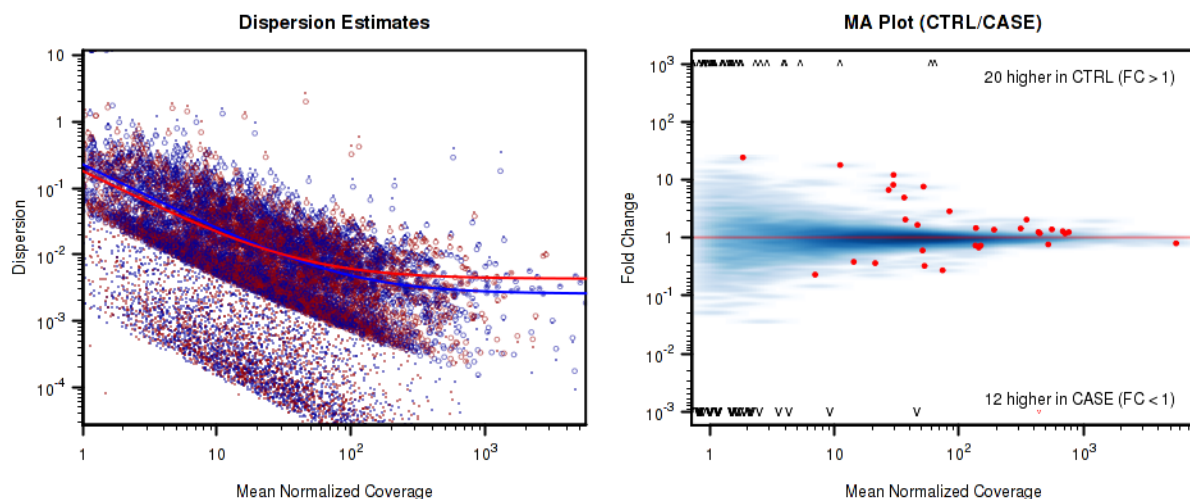 Dispersion Estimates
Dispersion
10
1
10⁻¹
10⁻²
10⁻³
10⁻⁴
1
10
10²
10³
Mean Normalized Coverage
MA Plot (CTRL/CASE)
20 higher in CTRL (FC > 1)
12 higher in CASE (FC < 1)
Fold Change
10³
10²
10
1
10⁻¹
10⁻²
10⁻³
1
10
10²
10³
Mean Normalized Coverage